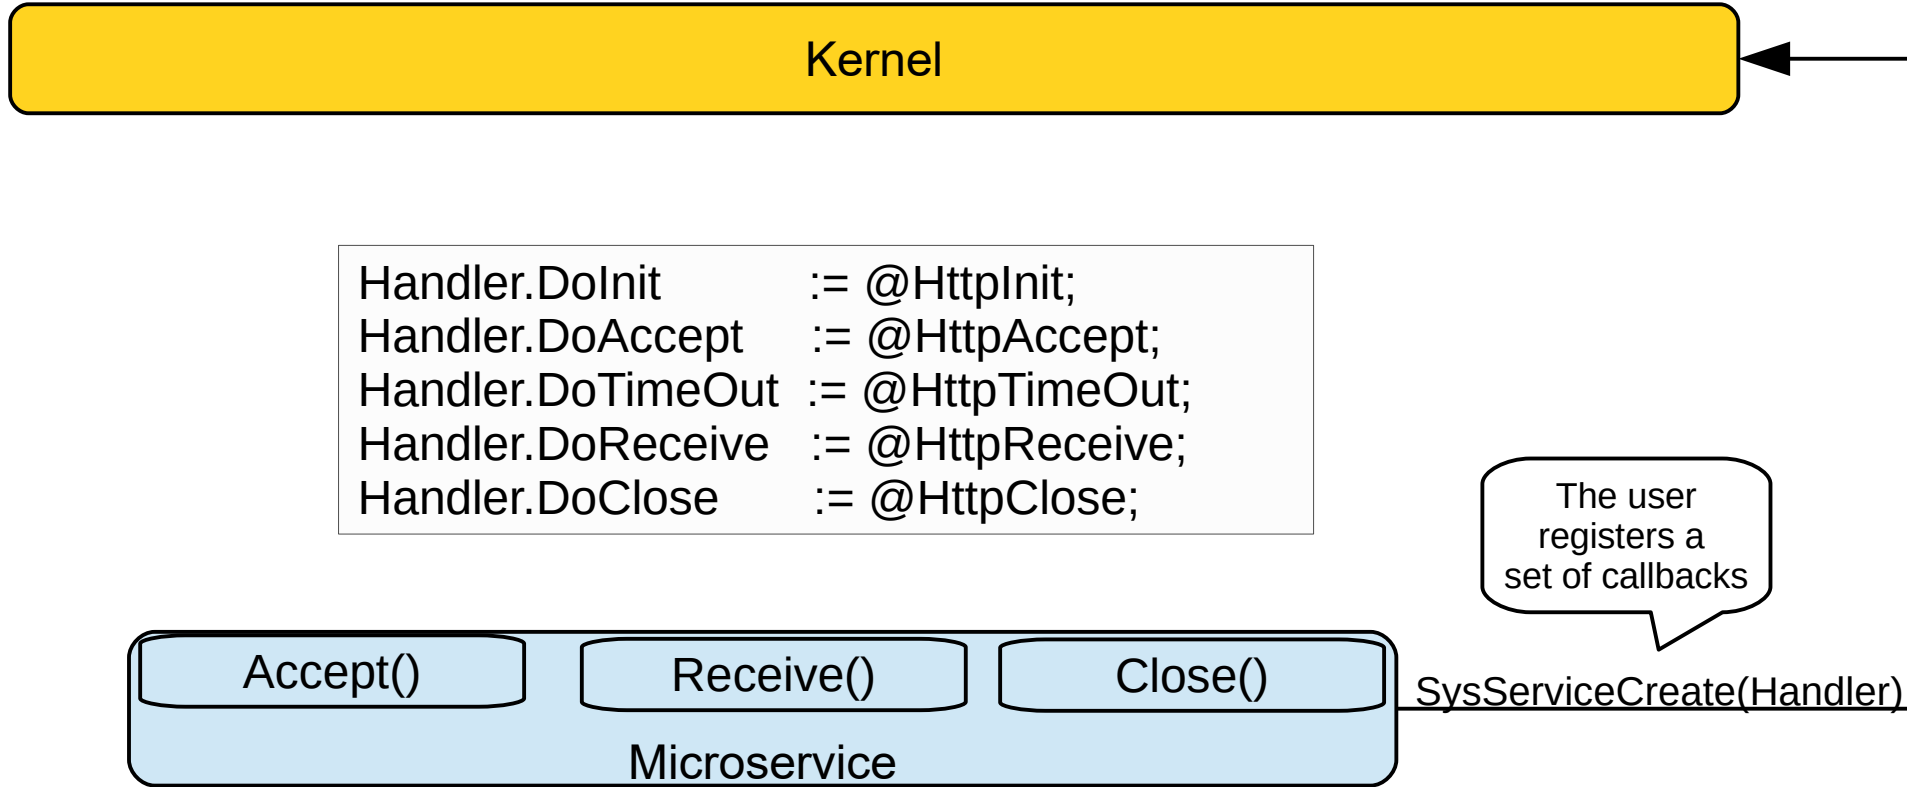 Kernel
Handler.DoInit := @HttpInit;
Handler.DoAccept := @HttpAccept;
Handler.DoTimeOut := @HttpTimeOut;
Handler.DoReceive := @HttpReceive;
Handler.DoClose := @HttpClose;
The user
registers a
set of callbacks
Accept() Receive() Close()
SysServiceCreate(Handler)
Microservice